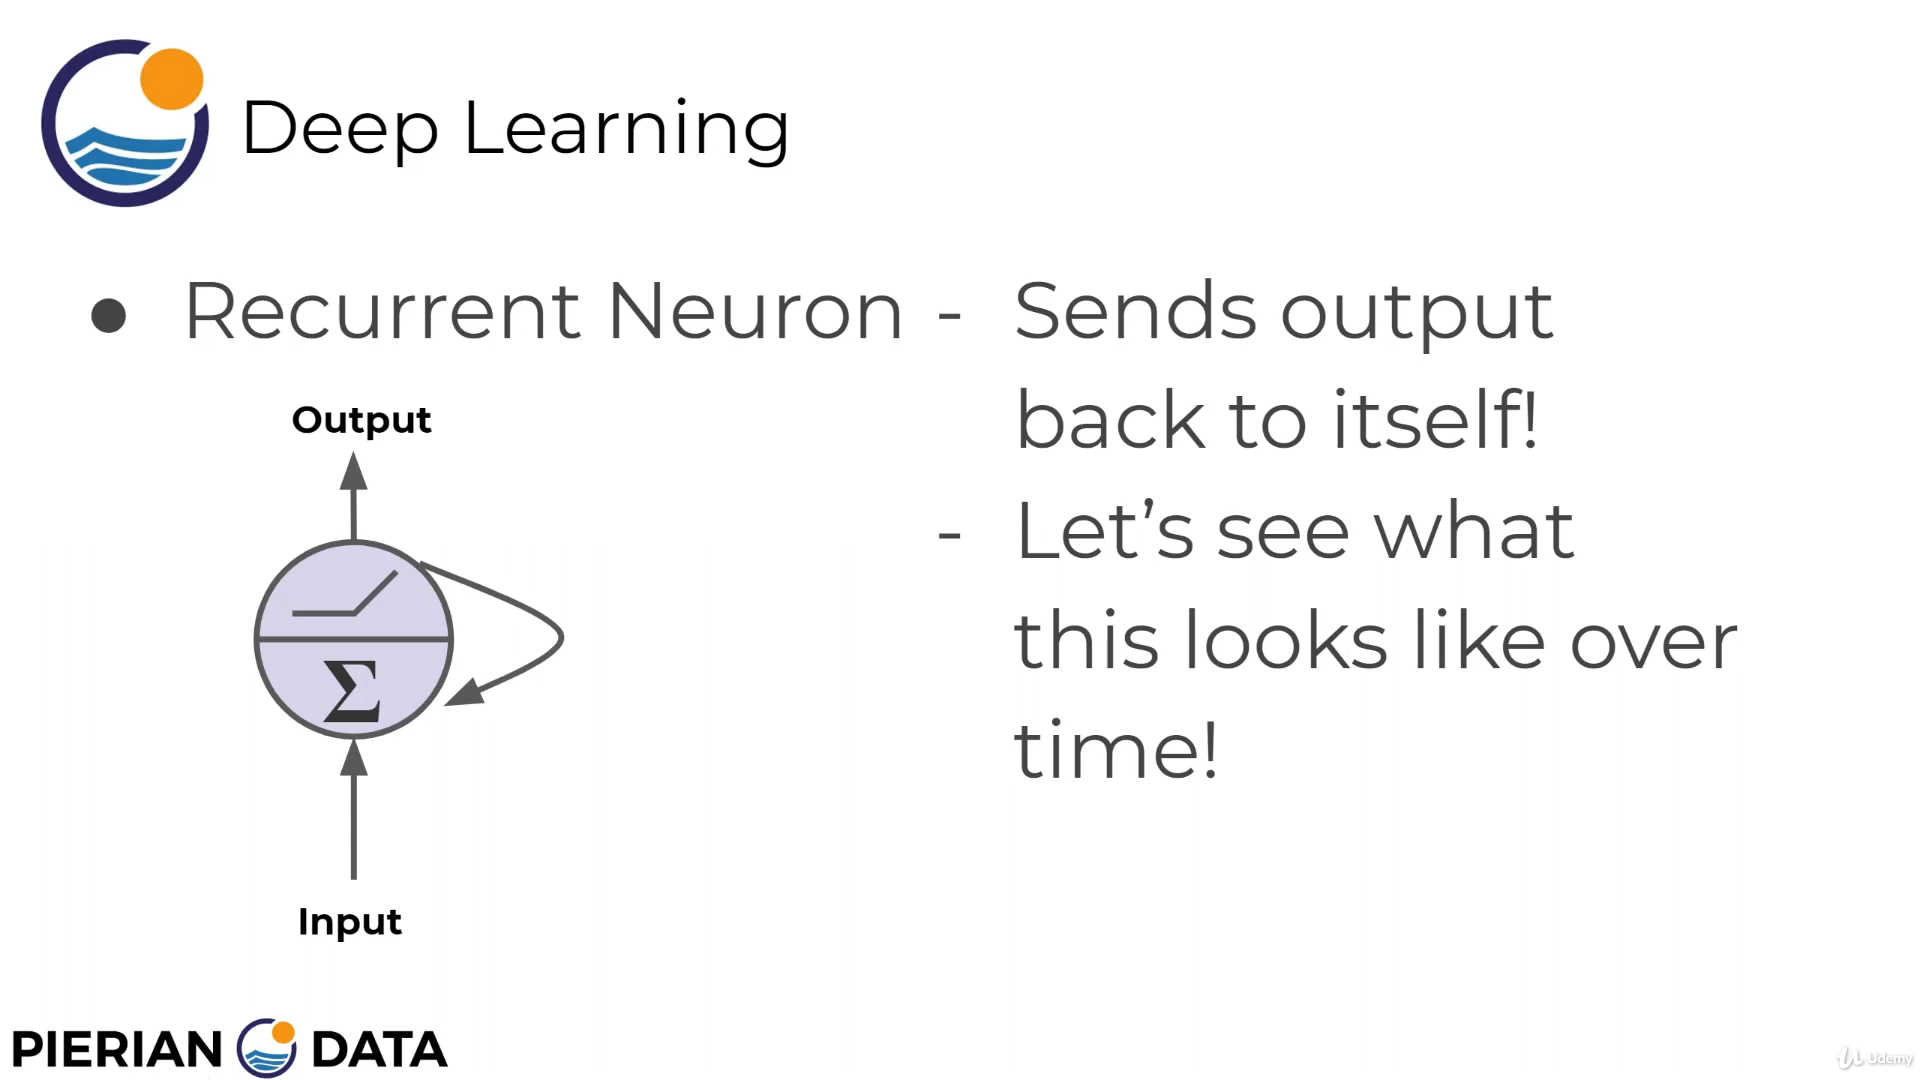 Deep Learning
● Recurrent Neuron
- Sends output
back to itself!
- Let’s see what
this looks like over
time!
Output
Σ
Input
PIERIAN DATA
Udemy